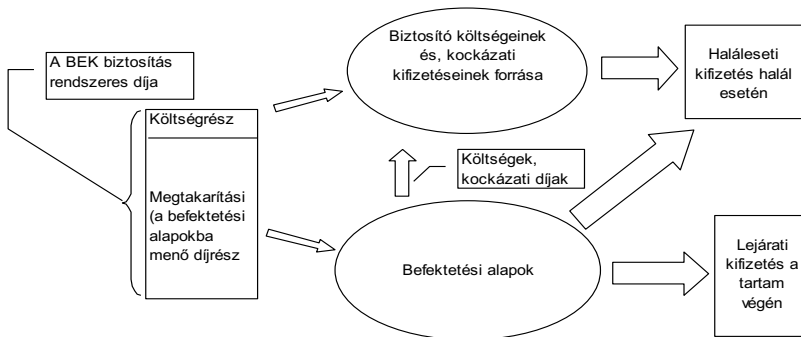 A BEK biztosítás
rendszeres díja
Költségrész
Megtakarítási
(a befektetési
alapokba
menő díjrész
Biztosító költségeinek
és, kockázati
kifizetéseinek forrása
Költségek,
kockázati díjak
Befektetési alapok
Haláleseti
kifizetés halál
esetén
Lejárati
kifizetés a
tartam
végén